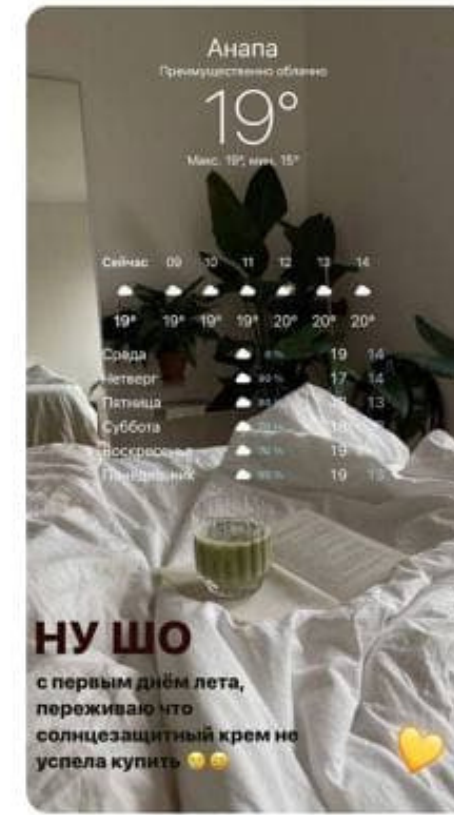 Анапа
Преимущественно облачно
19°
Макс. 19°, мин. 15°
Сейчас 09 10 11 12 13 14
19° 19° 19° 19° 20° 20° 20°
Среда 19 14
Четверг 17 14
Пятница 13
Суббота
Воскресенье 19
Понедельник 19
НУ ШО
с первым днём лета,
переживаю что
солнцезащитный крем не
успела купить 😁😁